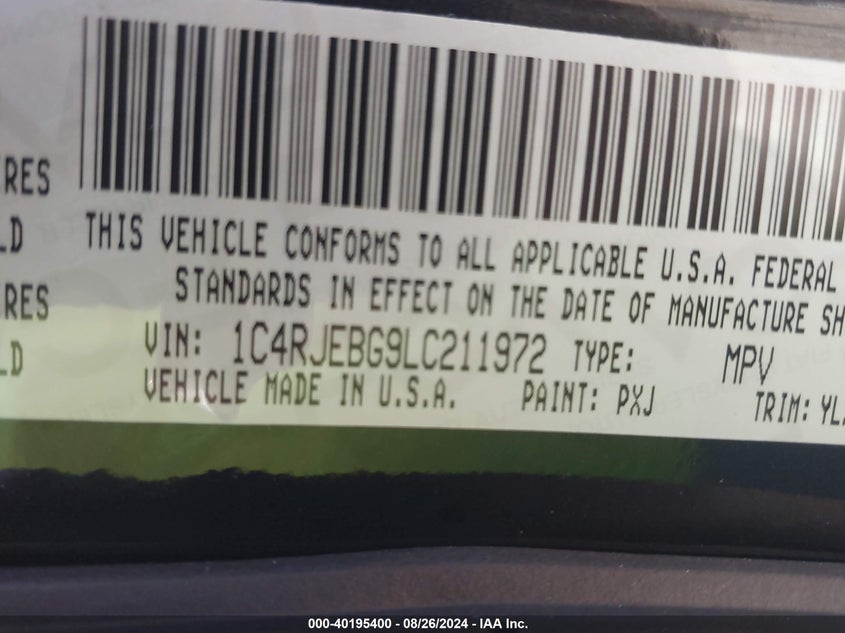 RES
LD
RES
LD
THIS VEHICLE CONFORMS TO ALL APPLICABLE U.S.A. FEDERAL
STANDARDS IN EFFECT ON THE DATE OF MANUFACTURE SH
VIN: 1C4RJEBG9LC211972 TYPE: MPV
VEHICLE MADE IN U.S.A. PAINT: PXJ TRIM: YL
000-40195400 - 08/26/2024 - IAA Inc.